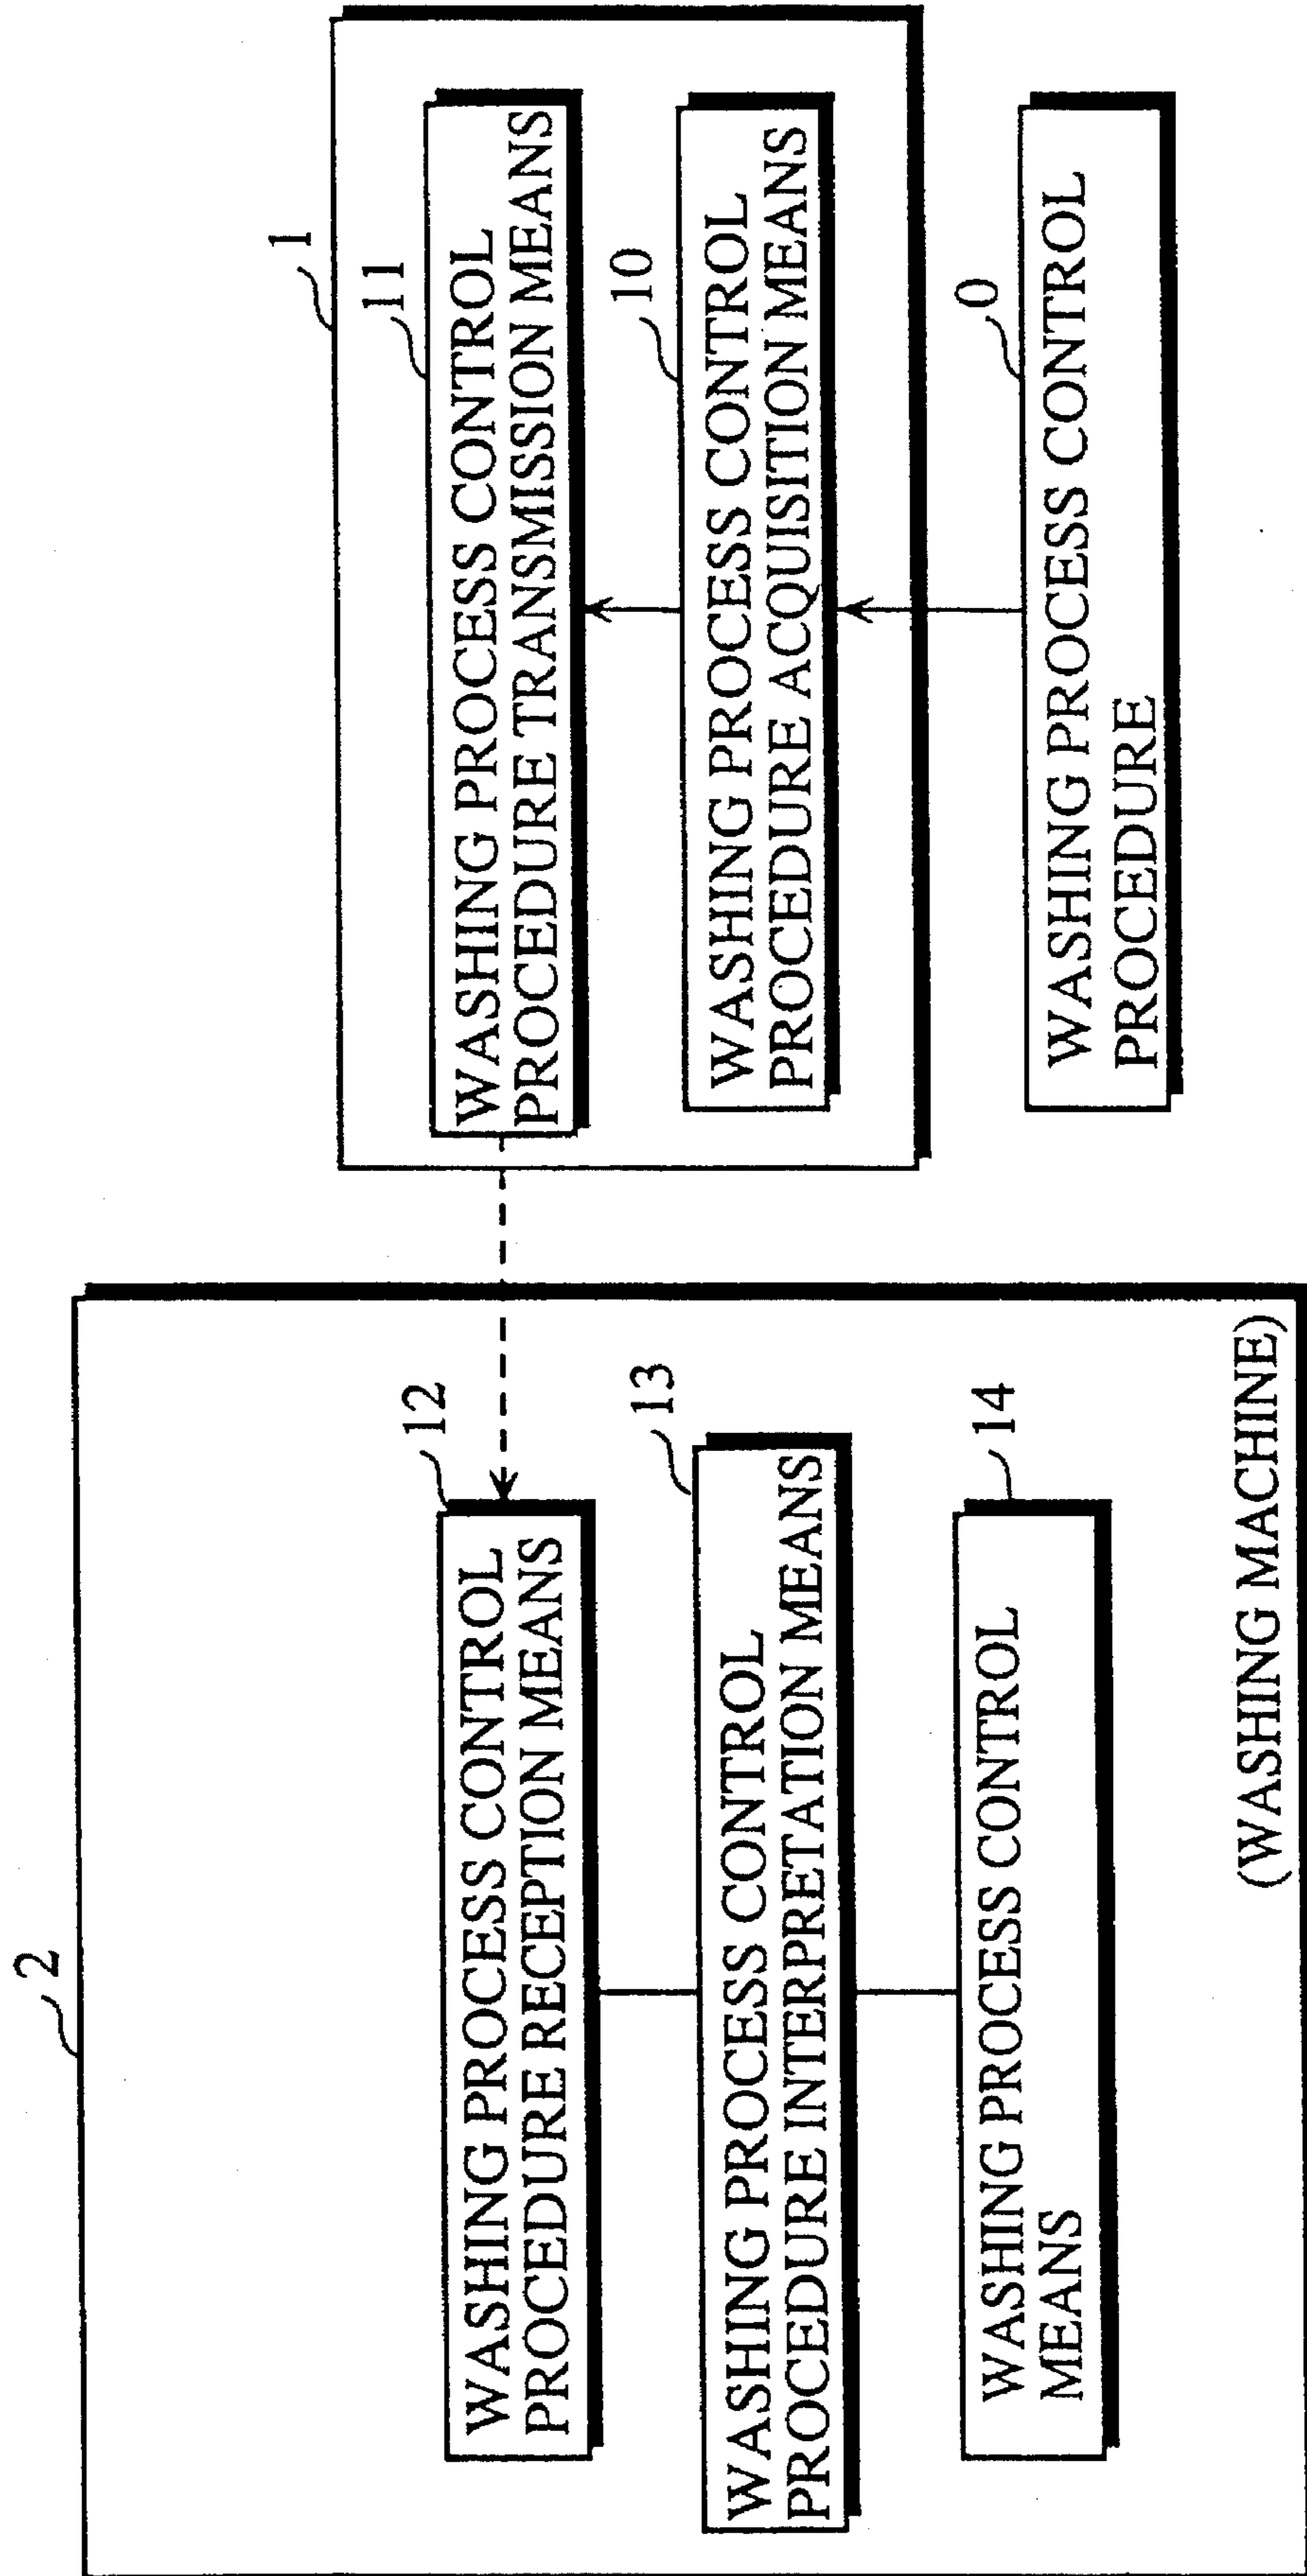 2
12
WASHING PROCESS CONTROL
PROCEDURE RECEPTION MEANS
13
WASHING PROCESS CONTROL
PROCEDURE INTERPRETATION MEANS
14
WASHING PROCESS CONTROL
MEANS
(WASHING MACHINE)
1
11
WASHING PROCESS CONTROL
PROCEDURE TRANSMISSION MEANS
10
WASHING PROCESS CONTROL
PROCEDURE ACQUISITION MEANS
0
WASHING PROCESS CONTROL
PROCEDURE